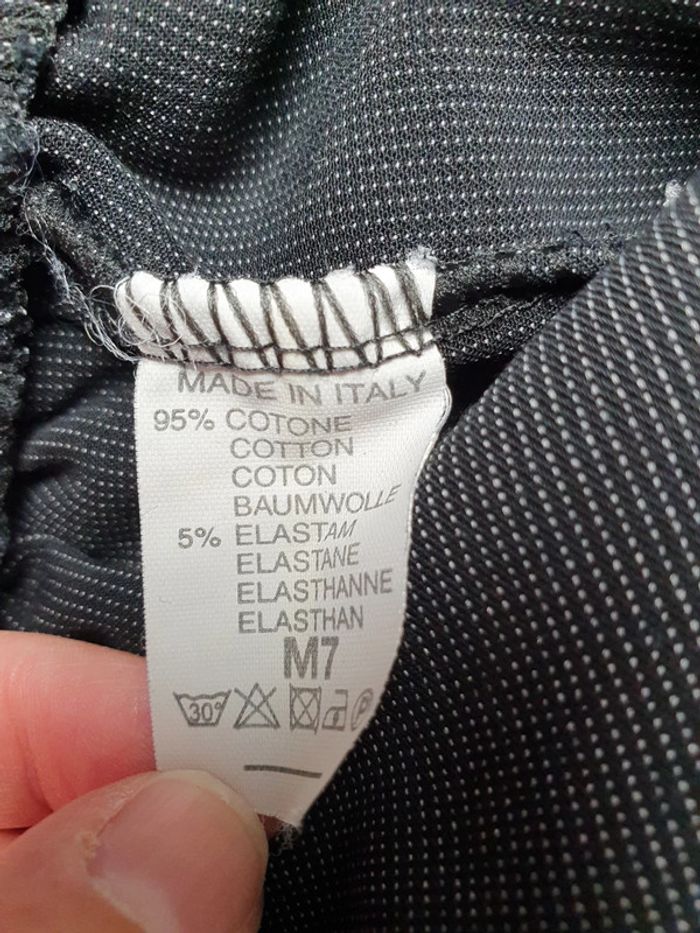 MADE IN ITALY
95% COTONE
COTTON
COTON
BAUMWOLLE
5% ELASTAM
ELASTANE
ELASTHANNE
ELASTHAN
M7
30° P